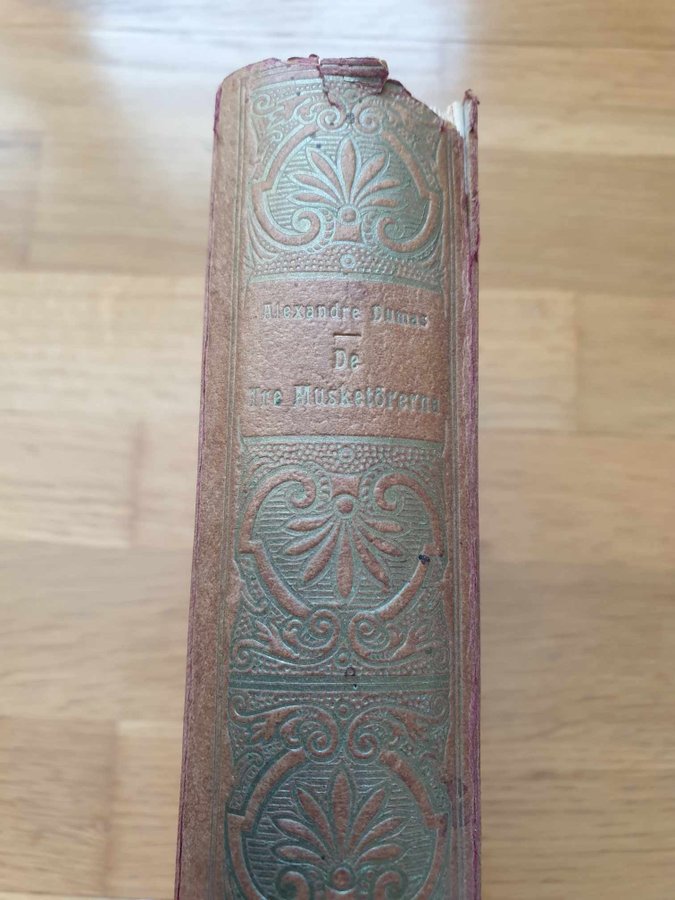 Alexandre Dumas
De
tre Musketörerna